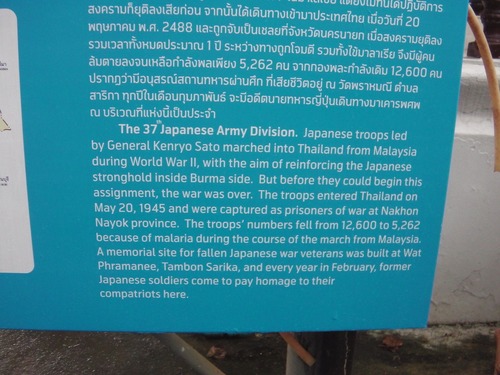 สงครามก็ยุติลงเสียก่อน จากนั้นได้เดินทางเข้ามาประเทศไทย เมื่อวันที่ 20
พฤษภาคม พ.ศ. 2488 และถูกจับเป็นเชลยที่จังหวัดนครนายก เมื่อสงครามยุติลง
รวมเวลาทั้งหมดประมาณ 1 ปี ระหว่างทางถูกโจมตี รวมทั้งไข้มาลาเรีย จึงมีผู้คน
ล้มตายลงจนเหลือกำลังพลเพียง 5,262 คน จากกองพละกำลังเดิม 12,600 คน
ปรากฏว่ามีอนุสรณ์สถานทหารผ่านศึก ที่เสียชีวิตอยู่ ณ วัดพราหมณี ตำบล
สาริกา ทุกปีในเดือนกุมภาพันธ์ จะมีอดีตนายทหารญี่ปุ่นเดินทางมาเคารพศพ
ณ บริเวณที่แห่งนี้เป็นประจำ
The 37th Japanese Army Division. Japanese troops led
by General Kenryo Sato marched into Thailand from Malaysia
during World War II, with the aim of reinforcing the Japanese
stronghold inside Burma side. But before they could begin this
assignment, the war was over. The troops entered Thailand on
May 20, 1945 and were captured as prisoners of war at Nakhon
Nayok province. The troops' numbers fell from 12,600 to 5,262
because of malaria during the course of the march from Malaysia.
A memorial site for fallen Japanese war veterans was built at Wat
Phramanee, Tambon Sarika, and every year in February, former
Japanese soldiers come to pay homage to their
compatriots here.